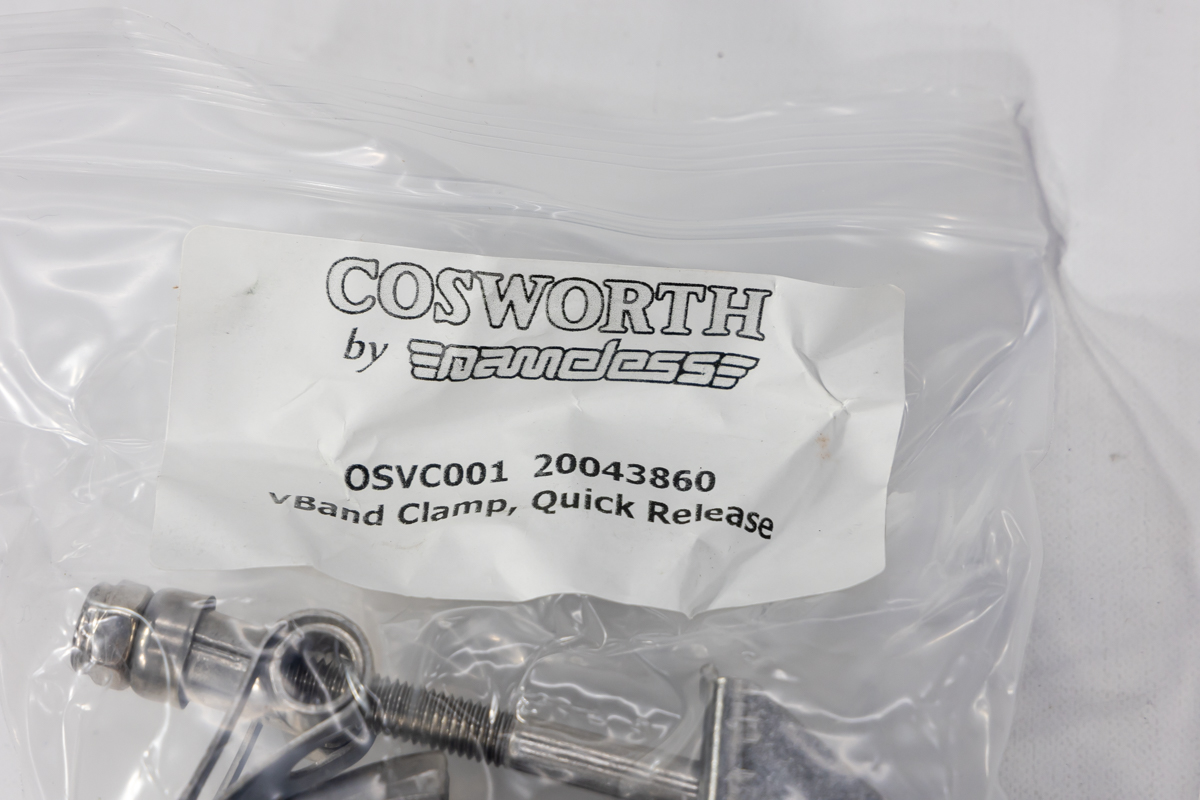 COSWORTH
by nameless
OSVC001 20043860
VBand Clamp, Quick Release